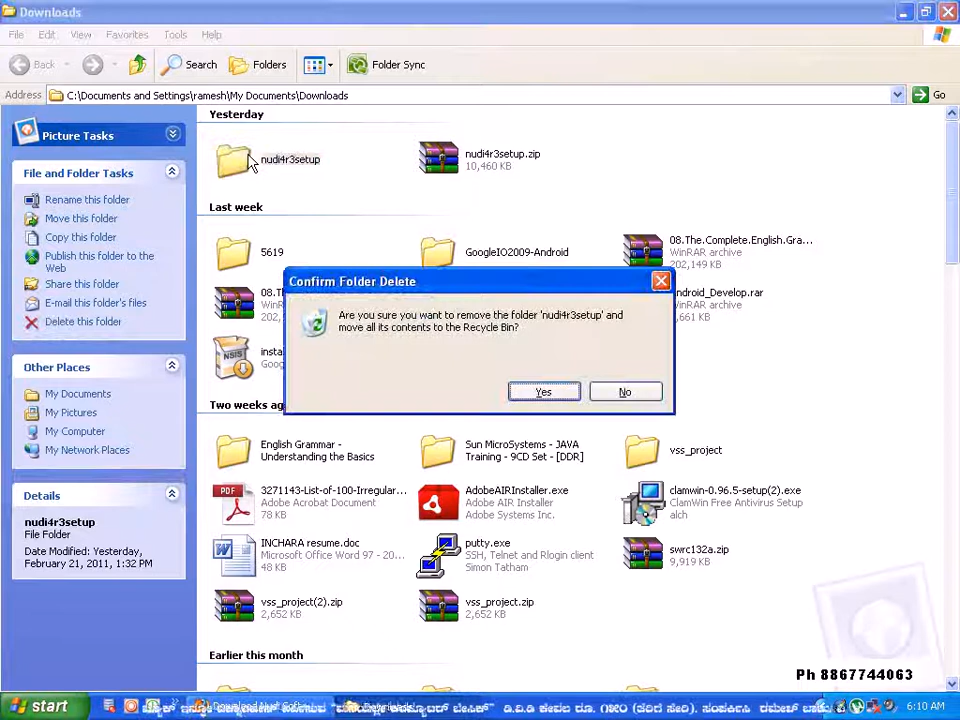 Downloads
File Edit View Favorites Tools Help
Back Search Folders Folder Sync
Address C:\Documents and Settings\ramesh\My Documents\Downloads Go
Picture Tasks
File and Folder Tasks
Rename this folder
Move this folder
Copy this folder
Publish this folder to the
Web
Share this folder
E-mail this folder's files
Delete this folder
Other Places
My Documents
My Pictures
My Computer
My Network Places
Details
nudi4r3setup
File Folder
Date Modified: Yesterday,
February 21, 2011, 1:32 PM
Yesterday
nudi4r3setup
nudi4r3setup.zip
10,460 KB
Last week
5619
GoogleIO2009-Android
08.The.Complete.English.Gra...
WinRAR archive
202,149 KB
Confirm Folder Delete
Are you sure you want to remove the folder 'nudi4r3setup' and
move all its contents to the Recycle Bin?
Yes No
Two weeks ag
English Grammar -
Understanding the Basics
Sun MicroSystems - JAVA
Training - 9CD Set - [DDR]
vss_project
PDF
3271143-List-of-100-Irregular...
Adobe Acrobat Document
78 KB
AdobeAIRInstaller.exe
Adobe AIR Installer
Adobe Systems Inc.
clamwin-0.96.5-setup(2).exe
ClamWin Free Antivirus Setup
alch
INCHARA resume.doc
Microsoft Office Word 97 - 20...
48 KB
putty.exe
SSH, Telnet and Rlogin client
Simon Tatham
swrc132a.zip
9,919 KB
vss_project(2).zip
2,652 KB
vss_project.zip
2,652 KB
Earlier this month
Ph 8867744063
start
6:10 AM